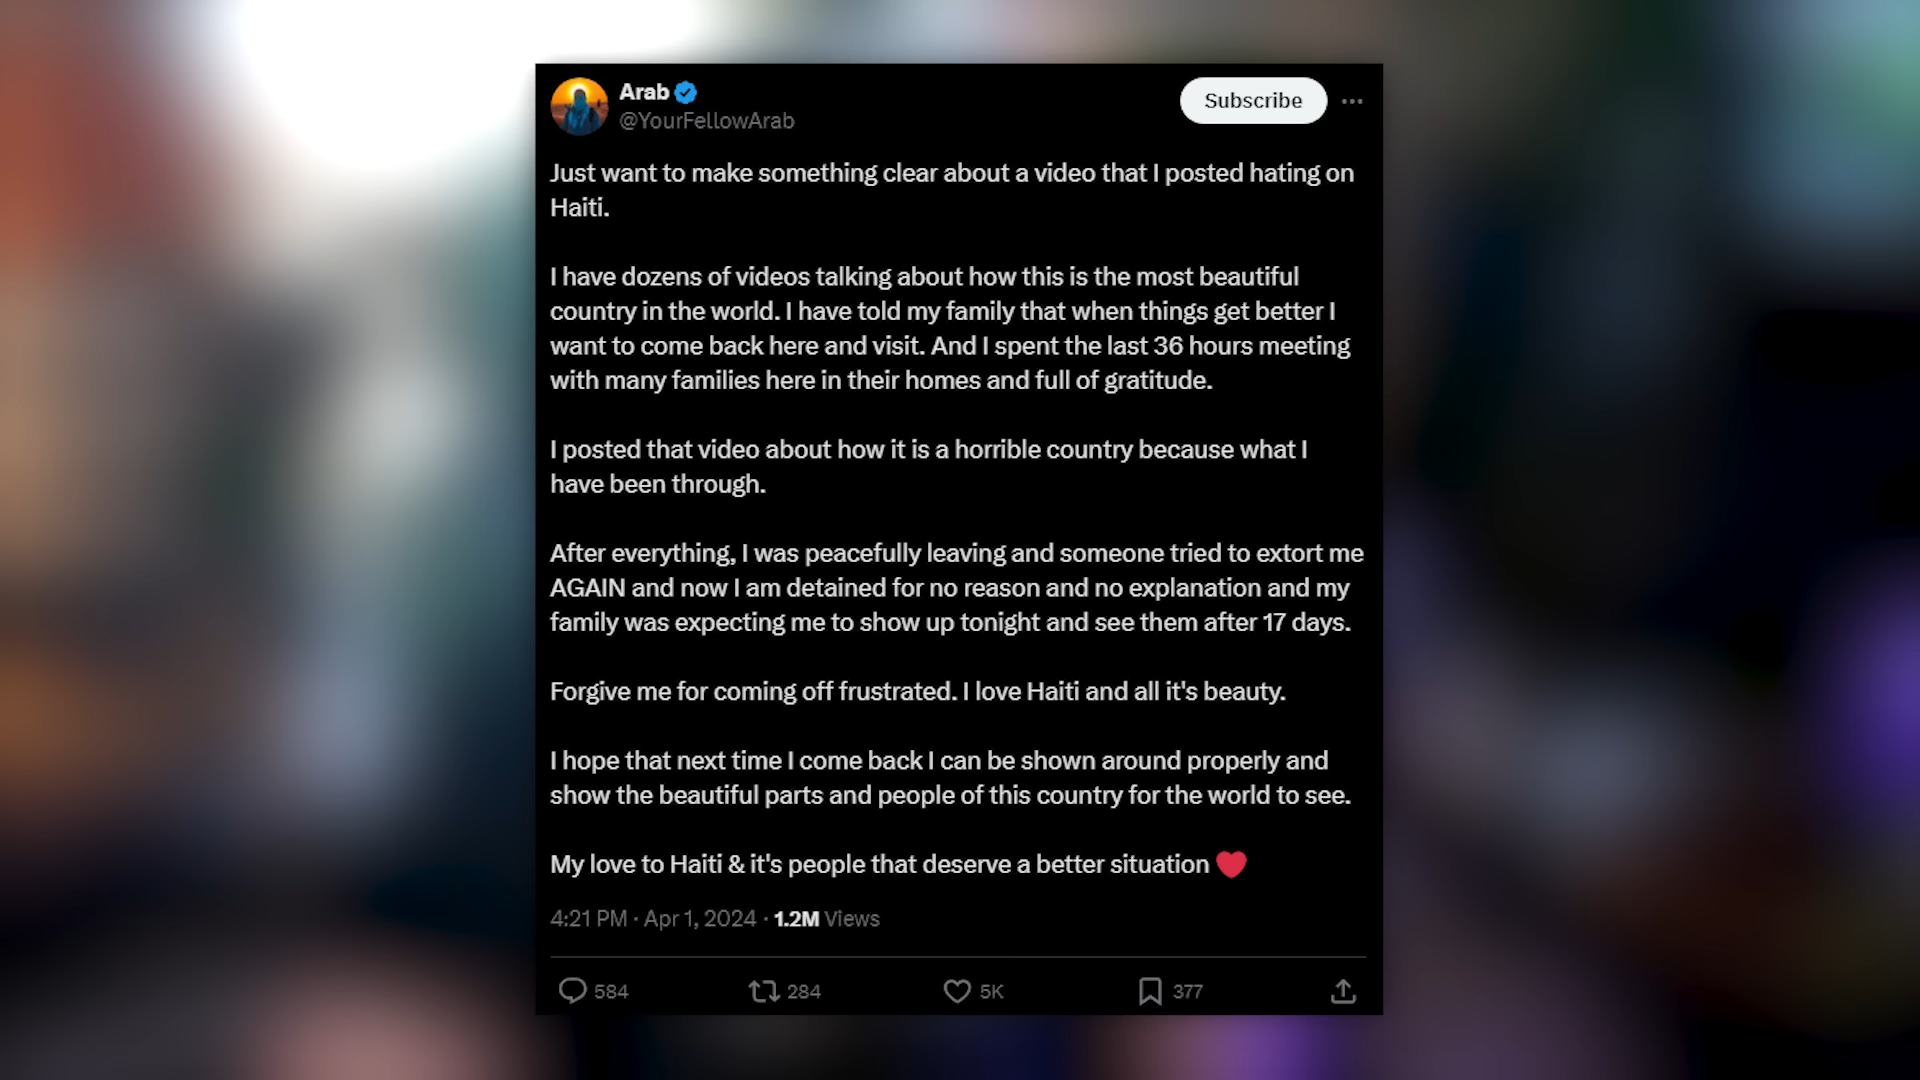 Arab
@YourFellowArab
Subscribe
Just want to make something clear about a video that I posted hating on
Haiti.
I have dozens of videos talking about how this is the most beautiful
country in the world. I have told my family that when things get better I
want to come back here and visit. And I spent the last 36 hours meeting
with many families here in their homes and full of gratitude.
I posted that video about how it is a horrible country because what I
have been through.
After everything, I was peacefully leaving and someone tried to extort me
AGAIN and now I am detained for no reason and no explanation and my
family was expecting me to show up tonight and see them after 17 days.
Forgive me for coming off frustrated. I love Haiti and all it's beauty.
I hope that next time I come back I can be shown around properly and
show the beautiful parts and people of this country for the world to see.
My love to Haiti & it's people that deserve a better situation ❤️
4:21 PM · Apr 1, 2024 · 1.2M Views
584 284 5K 377